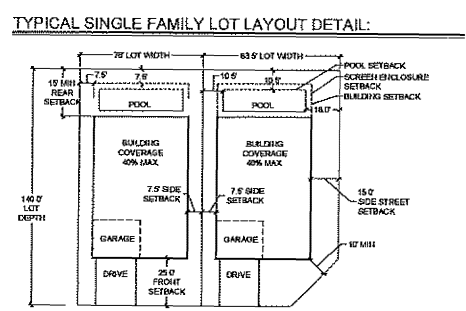 TYPICAL SINGLE FAMILY LOT LAYOUT DETAIL:
76' LOT WIDTH
83.5' LOT WIDTH
7.5'
7.5'
10.5'
10.5'
POOL SETBACK
SCREEN ENCLOSURE
SETBACK
BUILDING SETBACK
18.0'
15' MIN
REAR
SETBACK
POOL
POOL
BUILDING
COVERAGE
40% MAX.
BUILDING
COVERAGE
40% MAX.
7.5' SIDE
SETBACK
7.5' SIDE
SETBACK
15.0'
SIDE STREET
SETBACK
140.0'
LOT
DEPTH
GARAGE
GARAGE
10' MIN
DRIVE
25.0'
FRONT
SETBACK
DRIVE